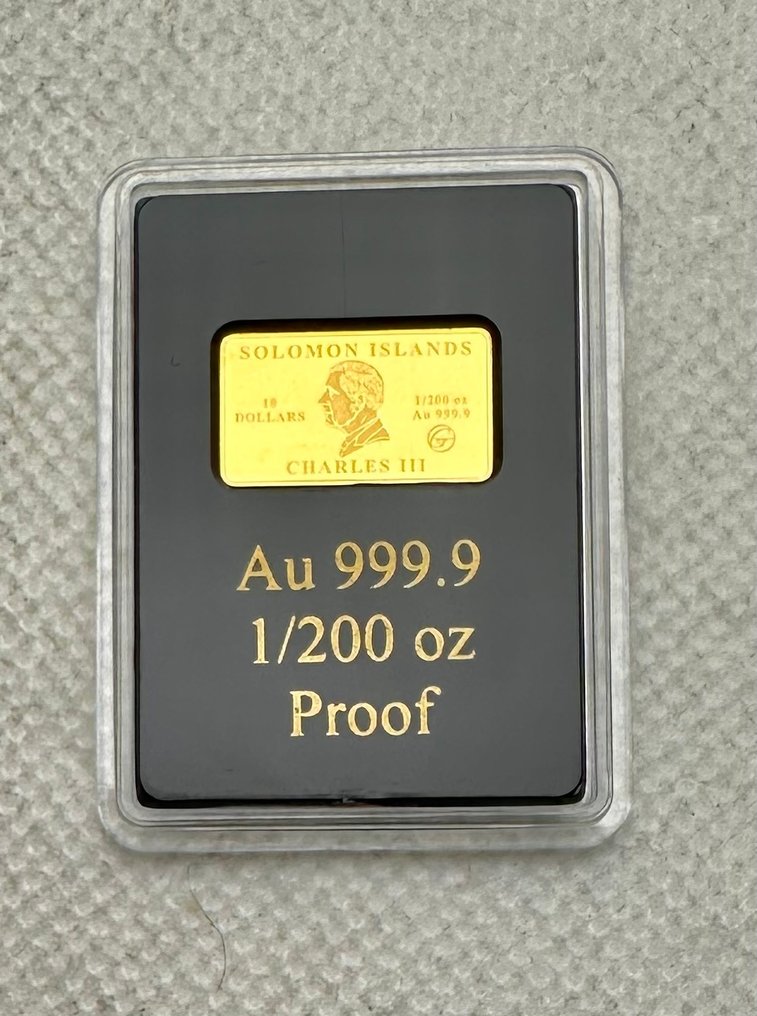 SOLOMON ISLANDS
10
DOLLARS
1/200 oz
Au 999.9
CHARLES III
Au 999.9
1/200 oz
Proof